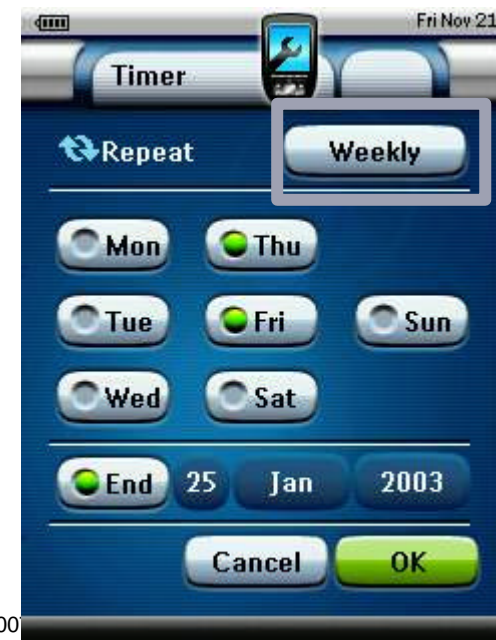 Fri Nov 21
Timer
Repeat Weekly
Mon Thu
Tue Fri Sun
Wed Sat
End 25 Jan 2003
Cancel OK